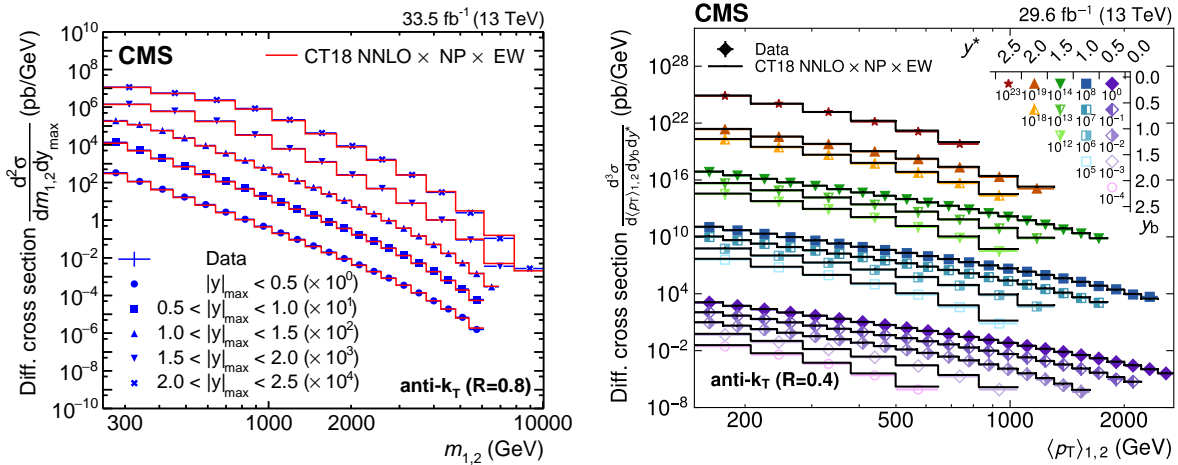 33.5 fb⁻¹ (13 TeV)
CMS
CT18 NNLO × NP × EW
Diff. cross section d²σ / dm₁,₂dy_max (pb/GeV)
10¹⁰
10⁸
10⁶
10⁴
10²
1
10⁻²
10⁻⁴
10⁻⁶
10⁻⁸
10⁻¹⁰
Data
|y|_max < 0.5 (× 10⁰)
0.5 < |y|_max < 1.0 (× 10¹)
1.0 < |y|_max < 1.5 (× 10²)
1.5 < |y|_max < 2.0 (× 10³)
2.0 < |y|_max < 2.5 (× 10⁴)
anti-k_T (R=0.8)
300 1000 2000 10000
m₁,₂ (GeV)
CMS 29.6 fb⁻¹ (13 TeV)
Data
CT18 NNLO × NP × EW
Diff. cross section d³σ / d⟨p_T⟩₁,₂ dy_b dy* (pb/GeV)
10²⁸
10²²
10¹⁶
10¹⁰
10⁴
10⁻²
10⁻⁸
y* 2.5 2.0 1.5 1.0 0.5 0.0
10²³ 10¹⁹ 10¹⁴ 10⁸ 10⁰
10¹⁸ 10¹³ 10⁷ 10⁻¹
10¹² 10⁶ 10⁻²
10⁵ 10⁻³
10⁻⁴
0.0
0.5
1.0
1.5
2.0
2.5
y_b
anti-k_T (R=0.4)
200 500 1000 2000
⟨p_T⟩₁,₂ (GeV)